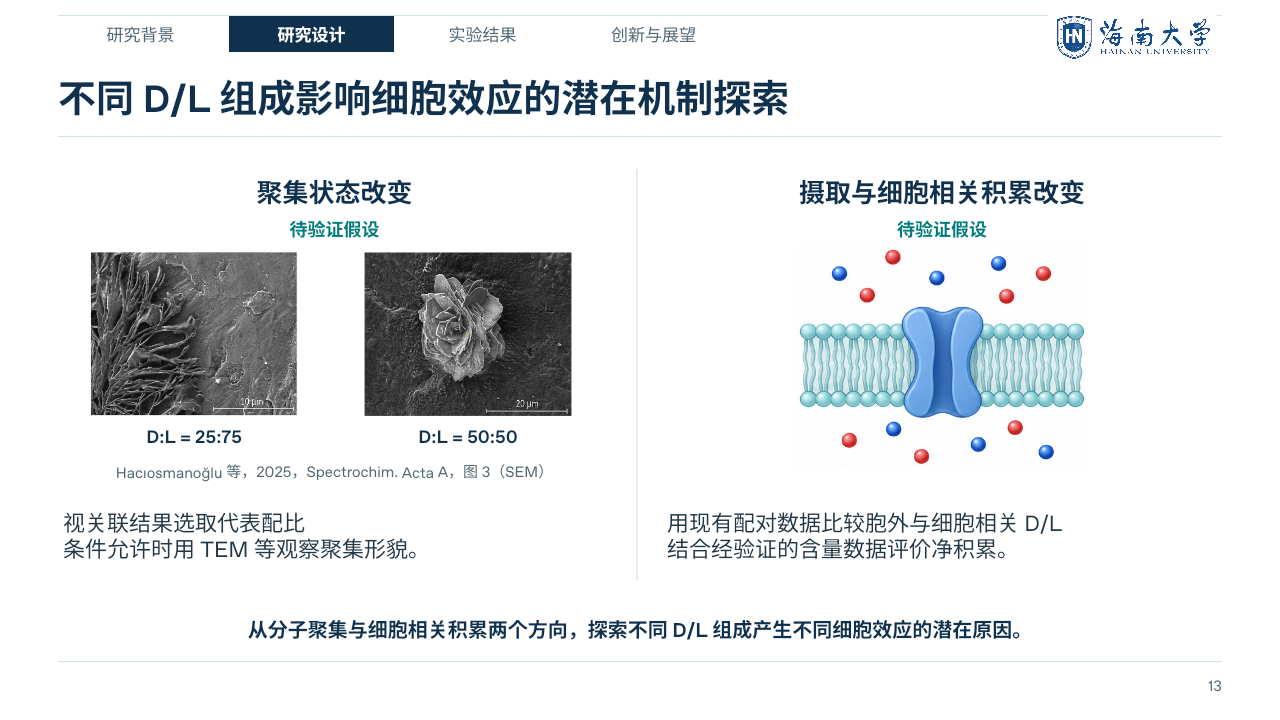 研究背景
研究设计
实验结果
创新与展望
HN
海南大学
HAINAN UNIVERSITY
不同 D/L 组成影响细胞效应的潜在机制探索
聚集状态改变
待验证假设
10 μm
20 μm
D:L = 25:75
D:L = 50:50
Hacıosmanoğlu 等，2025，Spectrochim. Acta A，图 3（SEM）
视关联结果选取代表配比
条件允许时用 TEM 等观察聚集形貌。
摄取与细胞相关积累改变
待验证假设
用现有配对数据比较胞外与细胞相关 D/L
结合经验证的含量数据评价净积累。
从分子聚集与细胞相关积累两个方向，探索不同 D/L 组成产生不同细胞效应的潜在原因。
13